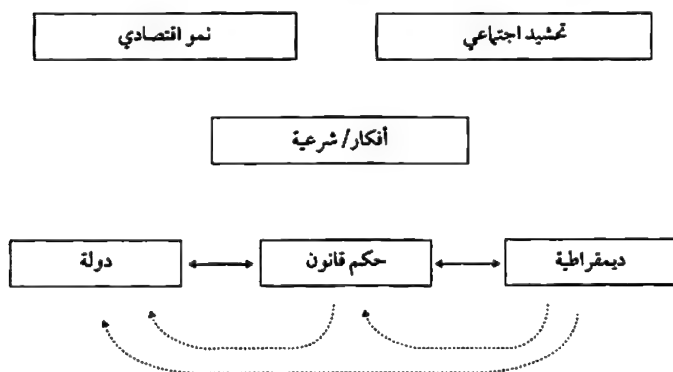 تحشيد اجتماعي
نمو اقتصادي
أفكار/ شرعية
ديمقراطية
حكم قانون
دولة